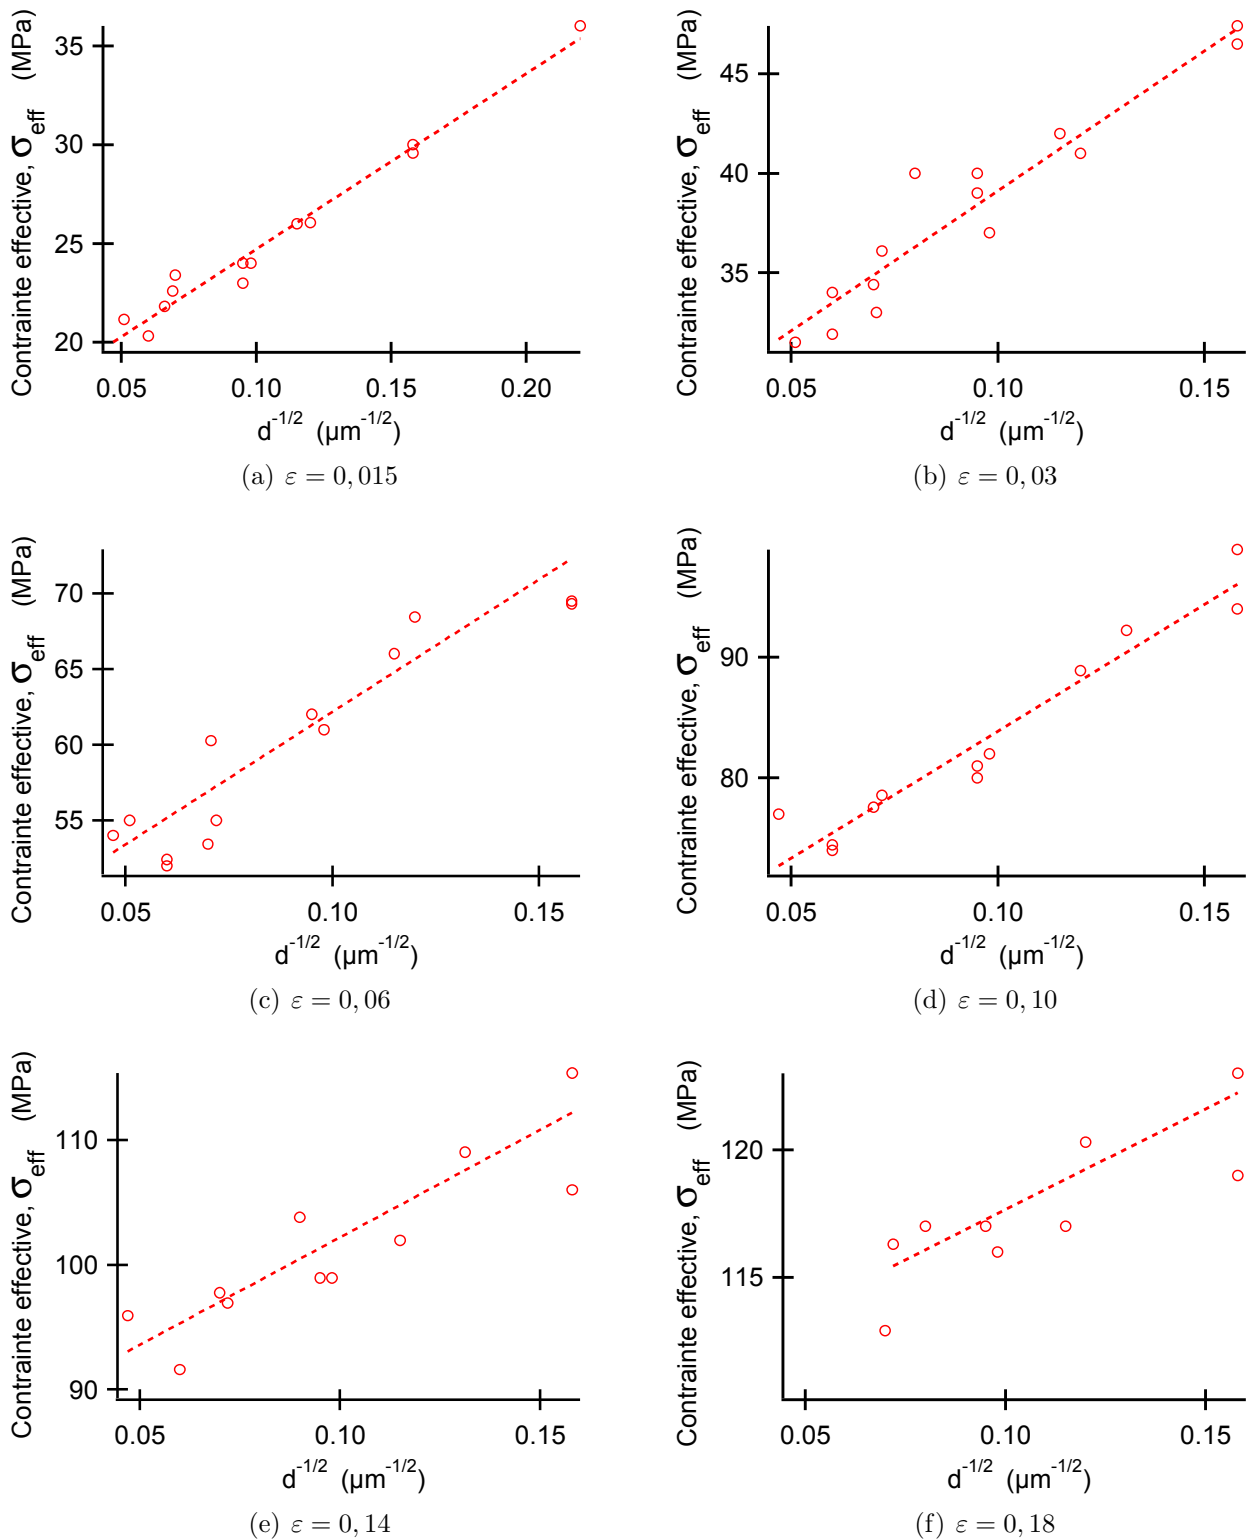 Contrainte effective, σeff (MPa)
35
30
25
20
0.05 0.10 0.15 0.20
d-1/2 (µm-1/2)
(a) ε = 0, 015
Contrainte effective, σeff (MPa)
45
40
35
0.05 0.10 0.15
d-1/2 (µm-1/2)
(b) ε = 0, 03
Contrainte effective, σeff (MPa)
70
65
60
55
0.05 0.10 0.15
d-1/2 (µm-1/2)
(c) ε = 0, 06
Contrainte effective, σeff (MPa)
90
80
0.05 0.10 0.15
d-1/2 (µm-1/2)
(d) ε = 0, 10
Contrainte effective, σeff (MPa)
110
100
90
0.05 0.10 0.15
d-1/2 (µm-1/2)
(e) ε = 0, 14
Contrainte effective, σeff (MPa)
120
115
0.05 0.10 0.15
d-1/2 (µm-1/2)
(f) ε = 0, 18